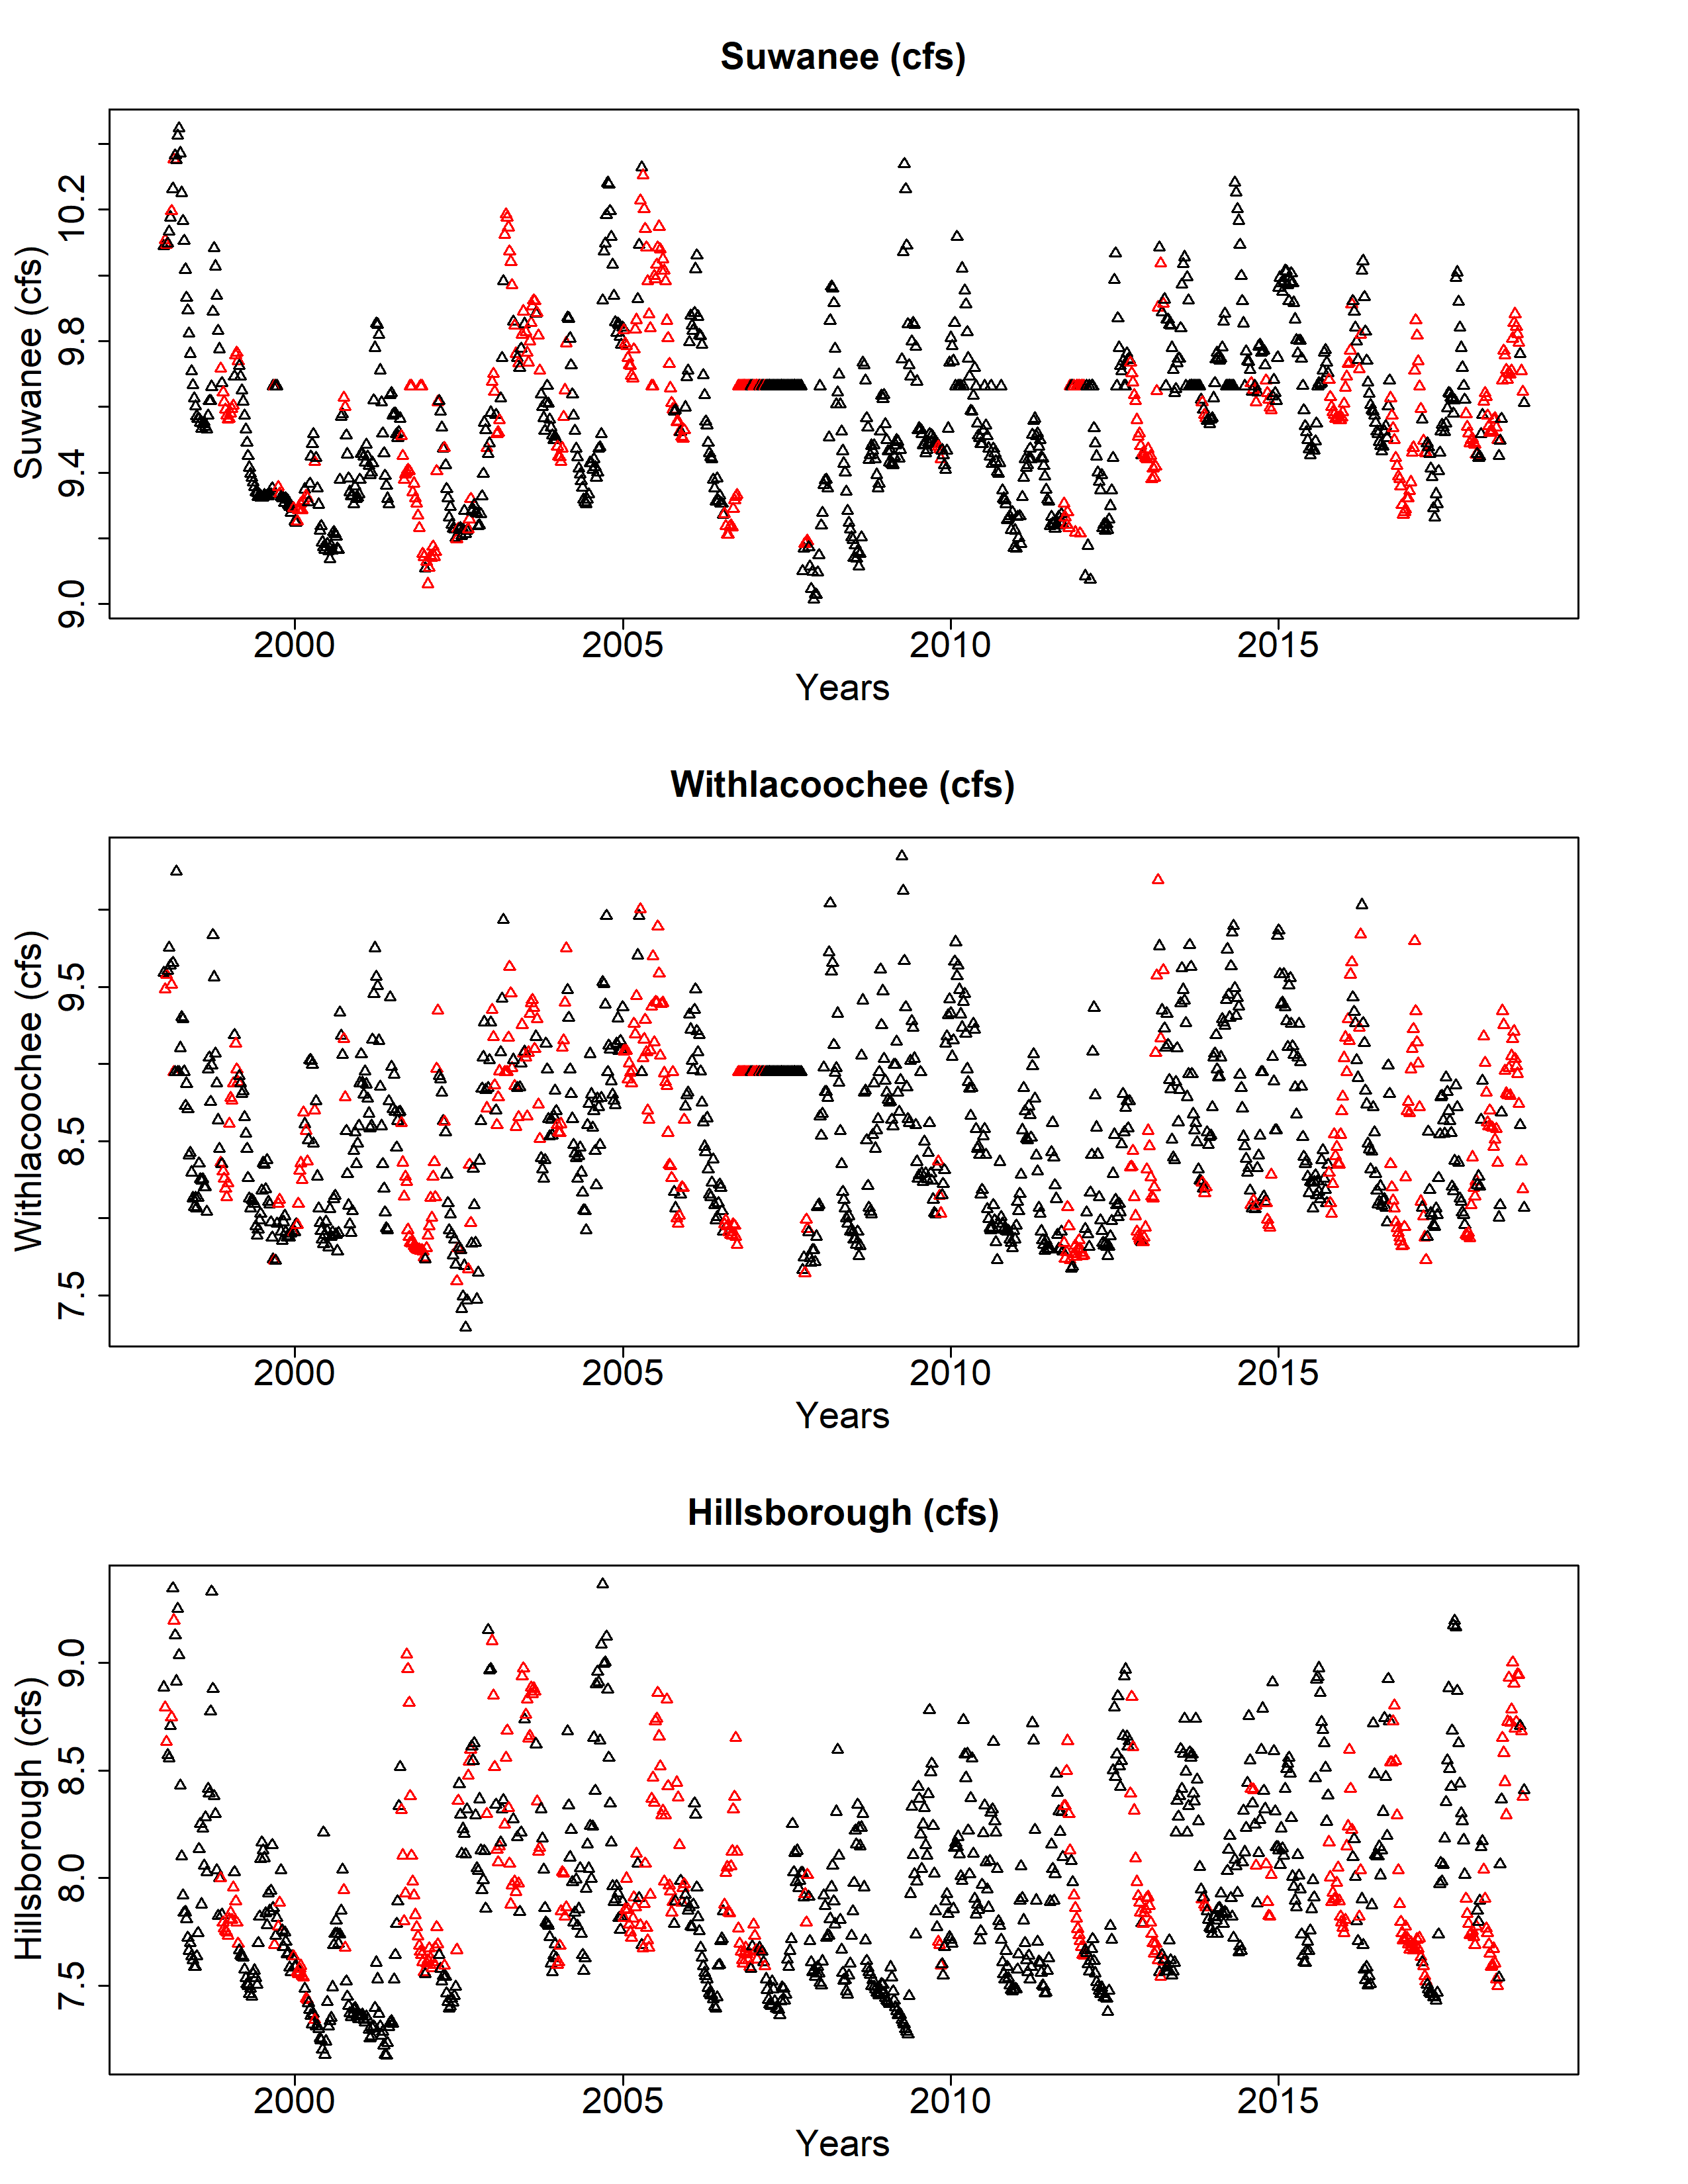 Suwanee (cfs)
Suwanee (cfs)
10.2
9.8
9.4
9.0
2000 2005 2010 2015
Years
Withlacoochee (cfs)
Withlacoochee (cfs)
9.5
8.5
7.5
2000 2005 2010 2015
Years
Hillsborough (cfs)
Hillsborough (cfs)
9.0
8.5
8.0
7.5
2000 2005 2010 2015
Years